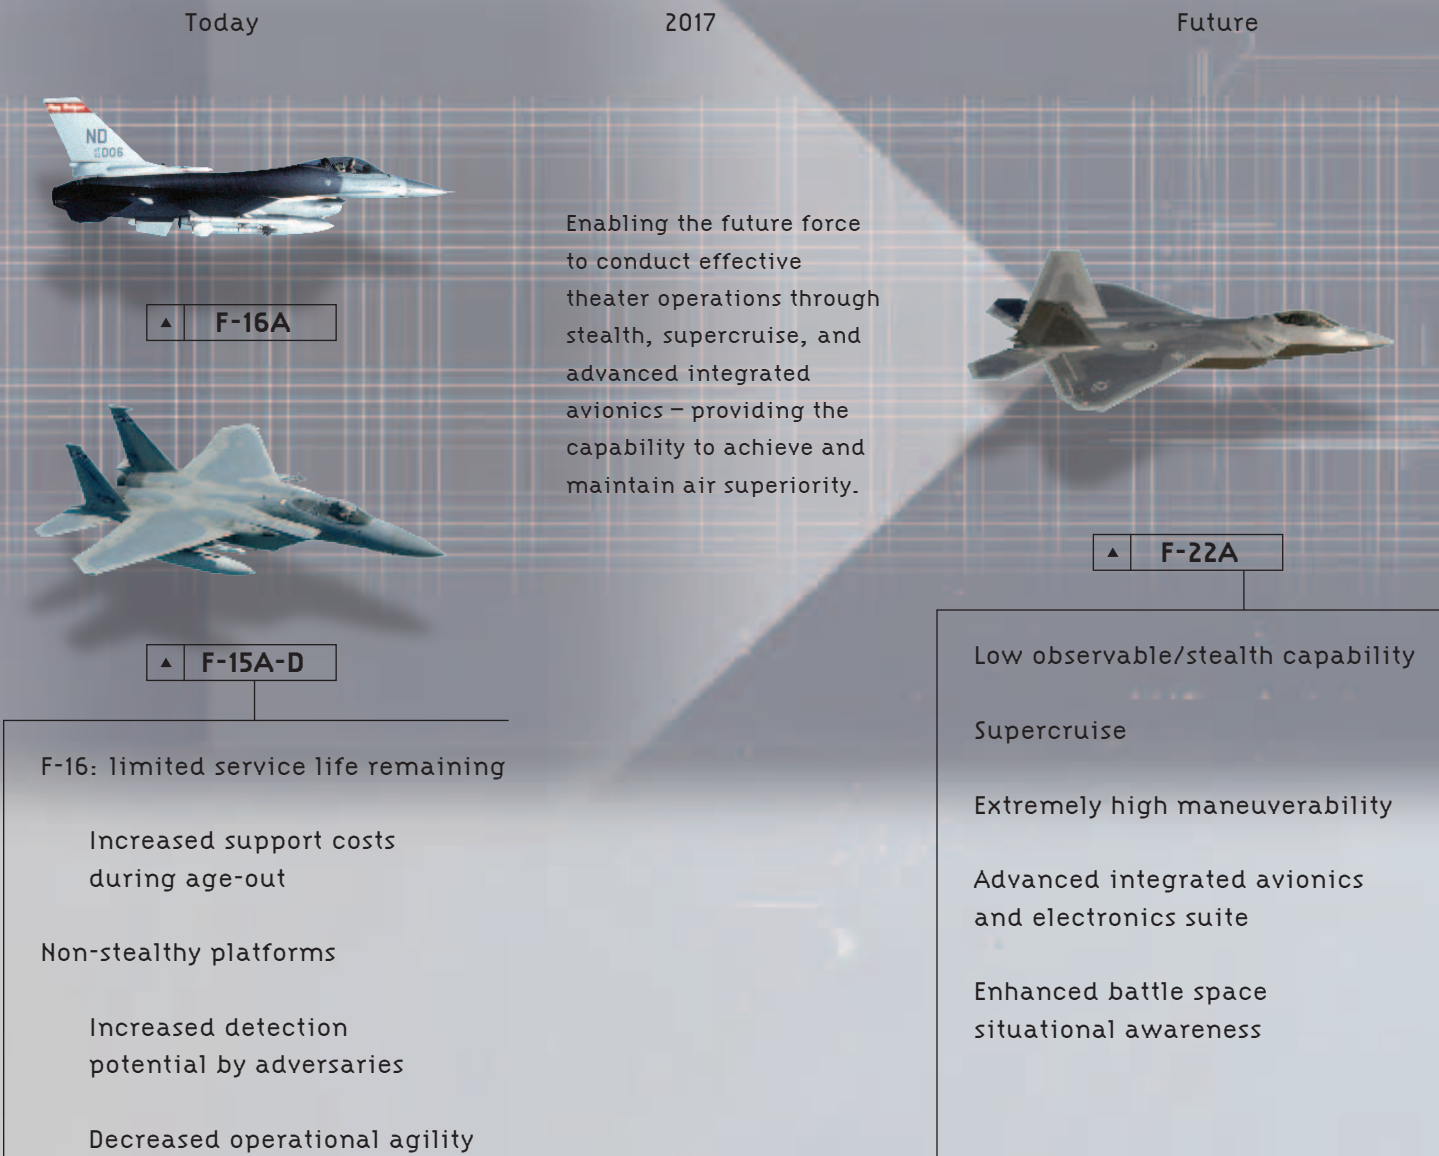 Today
2017
Future
ND
F-16A
F-15A-D
F-16: limited service life remaining
Increased support costs
during age-out
Non-stealthy platforms
Increased detection
potential by adversaries
Decreased operational agility
Enabling the future force
to conduct effective
theater operations through
stealth, supercruise, and
advanced integrated
avionics – providing the
capability to achieve and
maintain air superiority.
F-22A
Low observable/stealth capability
Supercruise
Extremely high maneuverability
Advanced integrated avionics
and electronics suite
Enhanced battle space
situational awareness